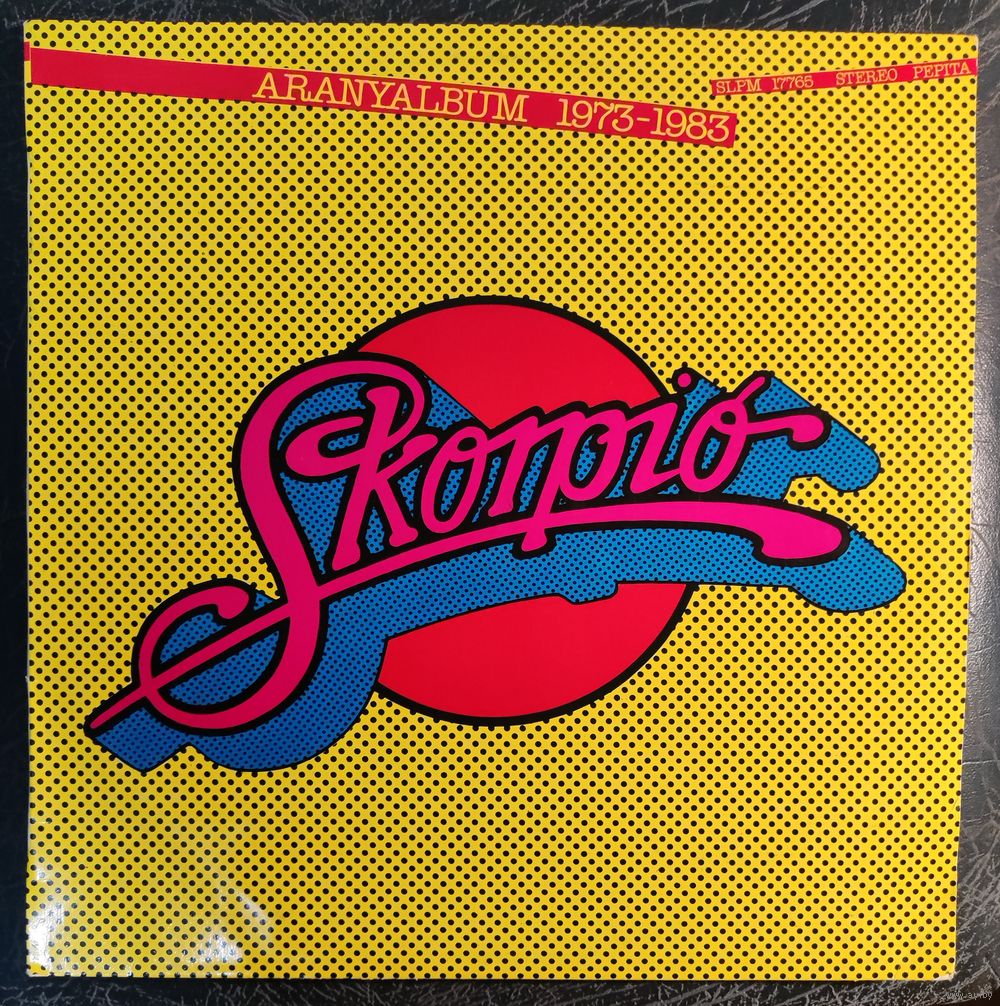 ARANYALBUM 1973-1983
SLPM 17765 STEREO PEPITA
Skorpió